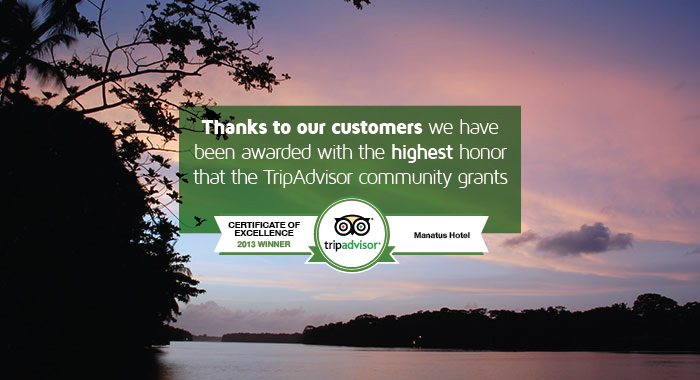 Thanks to our customers we have
been awarded with the highest honor
that the TripAdvisor community grants
CERTIFICATE OF
EXCELLENCE
2013 WINNER
tripadvisor®
Manatus Hotel